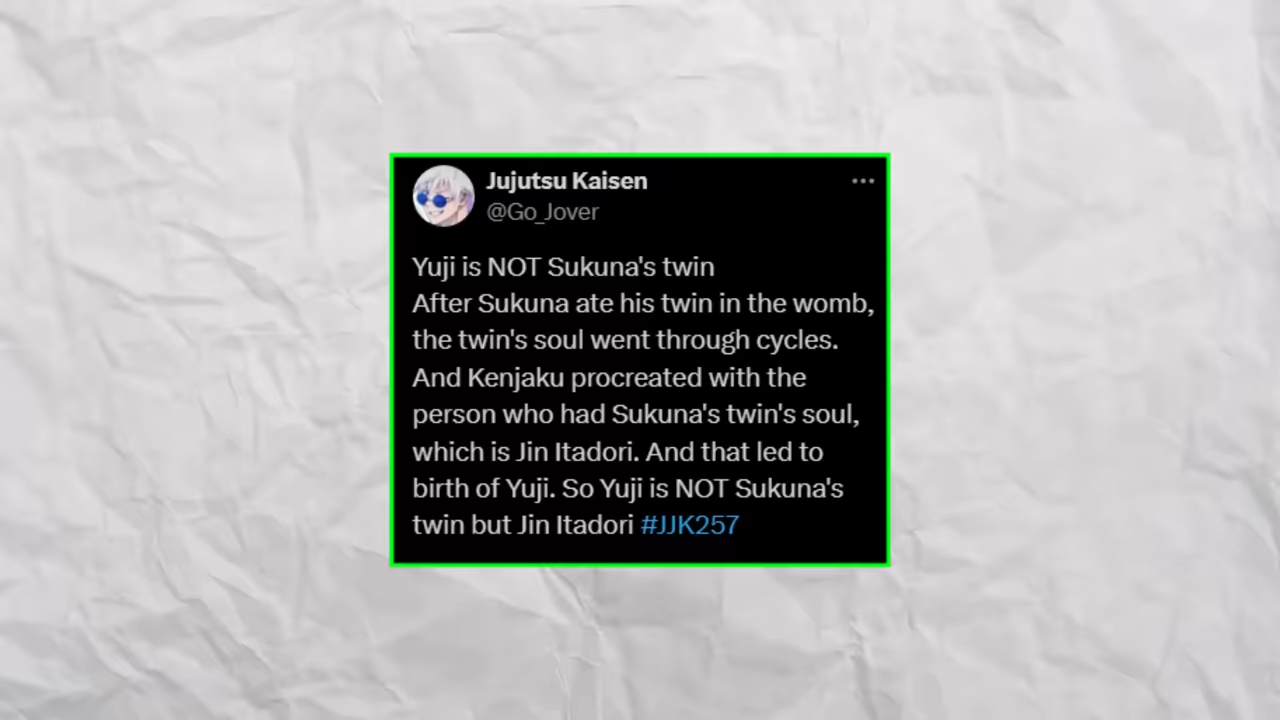 Jujutsu Kaisen
@Go_Jover
Yuji is NOT Sukuna's twin
After Sukuna ate his twin in the womb,
the twin's soul went through cycles.
And Kenjaku procreated with the
person who had Sukuna's twin's soul,
which is Jin Itadori. And that led to
birth of Yuji. So Yuji is NOT Sukuna's
twin but Jin Itadori #JJK257